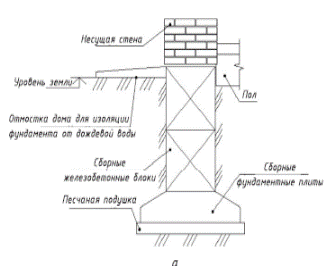 Несущая стена
Уровень земли
Пол
Отмостка дома для изоляции
фундамента от дождевой воды
Сборные
железобетонные блоки
Сборные
фундаментные плиты
Песчаная подушка
а